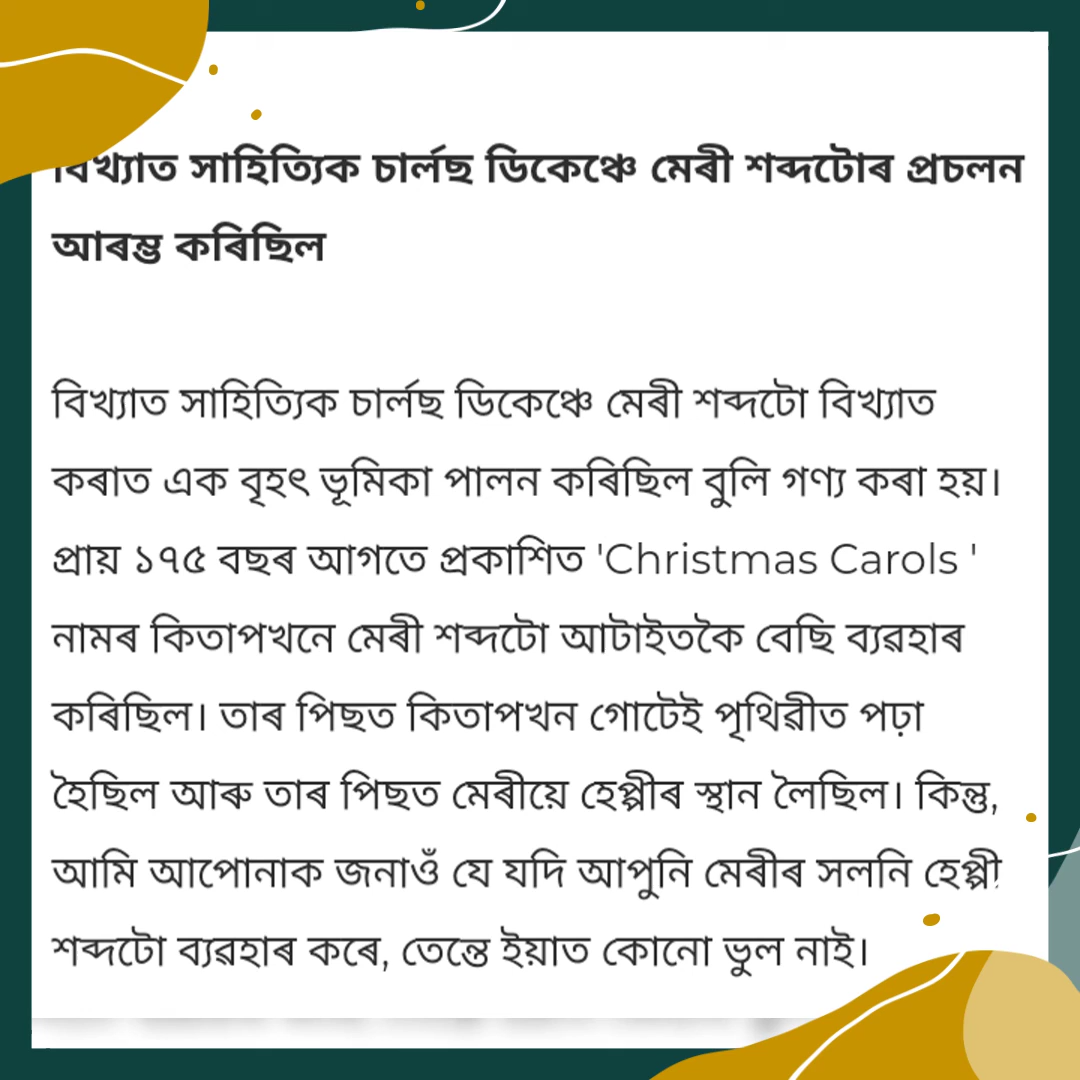 বিখ্যাত সাহিত্যিক চাৰ্লছ ডিকেঞ্চে মেৰী শব্দটোৰ প্ৰচলন
আৰম্ভ কৰিছিল
বিখ্যাত সাহিত্যিক চাৰ্লছ ডিকেঞ্চে মেৰী শব্দটো বিখ্যাত
কৰাত এক বৃহৎ ভূমিকা পালন কৰিছিল বুলি গণ্য কৰা হয়।
প্ৰায় ১৭৫ বছৰ আগতে প্ৰকাশিত 'Christmas Carols '
নামৰ কিতাপখনে মেৰী শব্দটো আটাইতকৈ বেছি ব্যৱহাৰ
কৰিছিল। তাৰ পিছত কিতাপখন গোটেই পৃথিৱীত পঢ়া
হৈছিল আৰু তাৰ পিছত মেৰীয়ে হেপ্পীৰ স্থান লৈছিল। কিন্তু,
আমি আপোনাক জনাওঁ যে যদি আপুনি মেৰীৰ সলনি হেপ্পী
শব্দটো ব্যৱহাৰ কৰে, তেন্তে ইয়াত কোনো ভুল নাই।